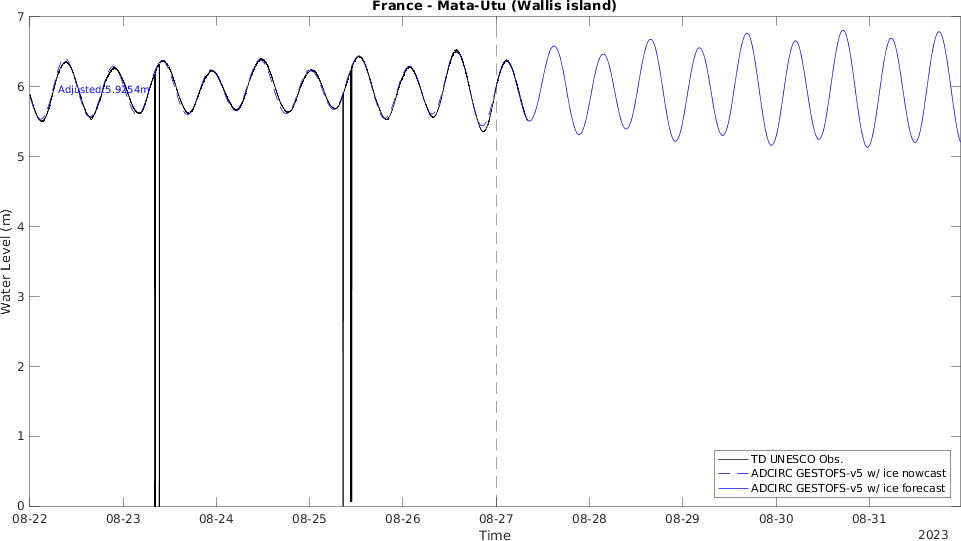 France - Mata-Utu (Wallis island)
7
6
5
4
3
2
1
0
Water Level (m)
Adjusted:5.9254m
TD UNESCO Obs.
ADCIRC GESTOFS-v5 w/ ice nowcast
ADCIRC GESTOFS-v5 w/ ice forecast
08-22 08-23 08-24 08-25 08-26 08-27 08-28 08-29 08-30 08-31
Time
2023